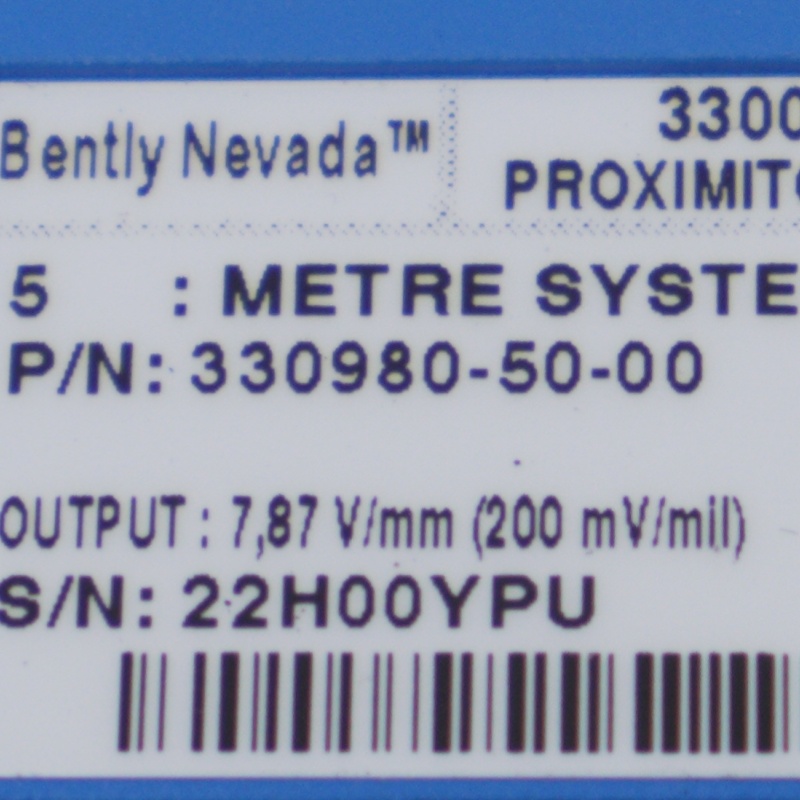 Bently Nevada™
3300
PROXIMITO
5 : METRE SYSTE
P/N: 330980-50-00
OUTPUT : 7,87 V/mm (200 mV/mil)
S/N: 22H00YPU